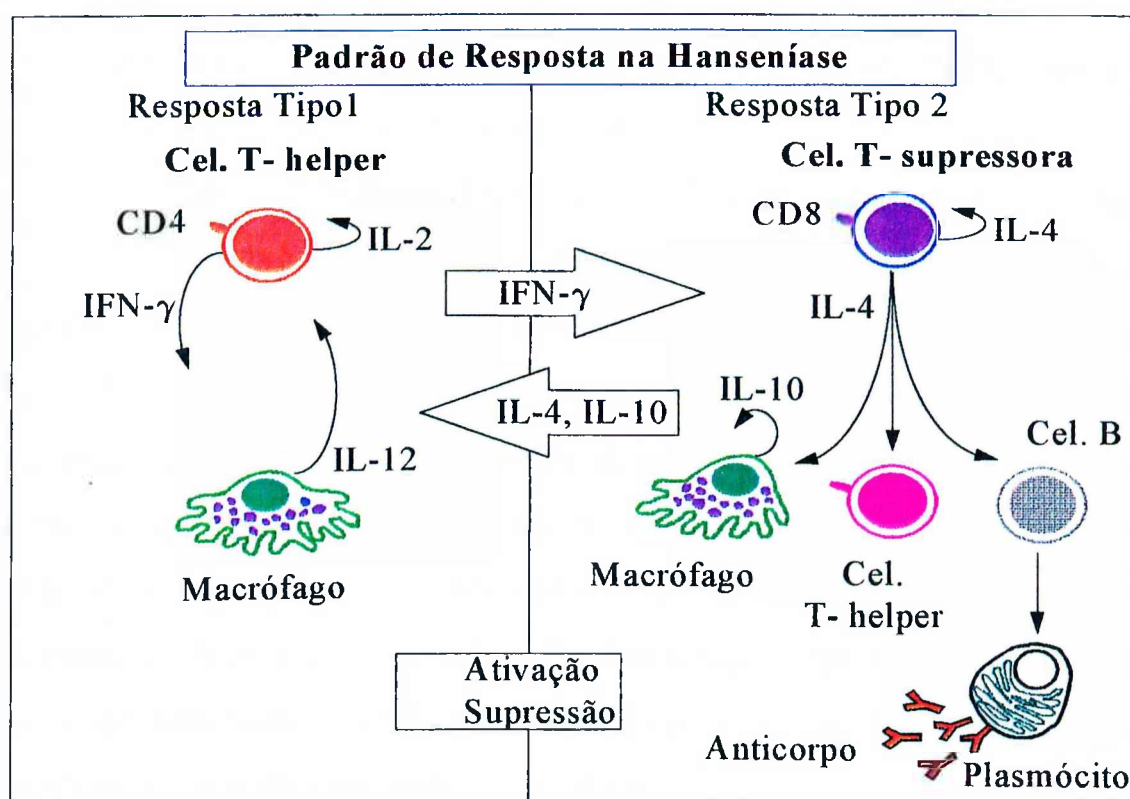 Padrão de Resposta na Hanseníase
Resposta Tipo1
Cel. T- helper
CD4
IL-2
IFN-γ
IL-12
Macrófago
IFN-γ
IL-4, IL-10
Resposta Tipo 2
Cel. T- supressora
CD8
IL-4
IL-4
IL-10
Cel. B
Macrófago
Cel.
T- helper
Ativação
Supressão
Anticorpo
Plasmócito